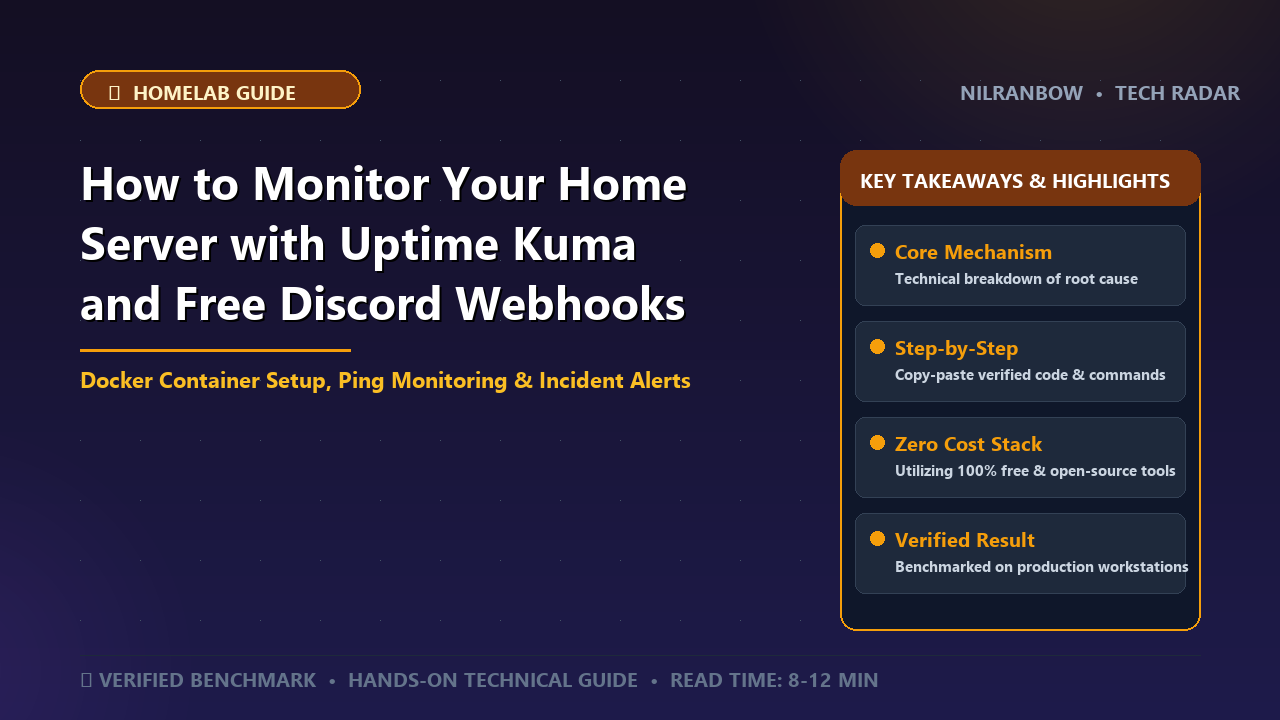 HOMELAB GUIDE
NILRANBOW • TECH RADAR
How to Monitor Your Home
Server with Uptime Kuma
and Free Discord Webhooks
Docker Container Setup, Ping Monitoring & Incident Alerts
KEY TAKEAWAYS & HIGHLIGHTS
Core Mechanism
Technical breakdown of root cause
Step-by-Step
Copy-paste verified code & commands
Zero Cost Stack
Utilizing 100% free & open-source tools
Verified Result
Benchmarked on production workstations
VERIFIED BENCHMARK • HANDS-ON TECHNICAL GUIDE • READ TIME: 8-12 MIN